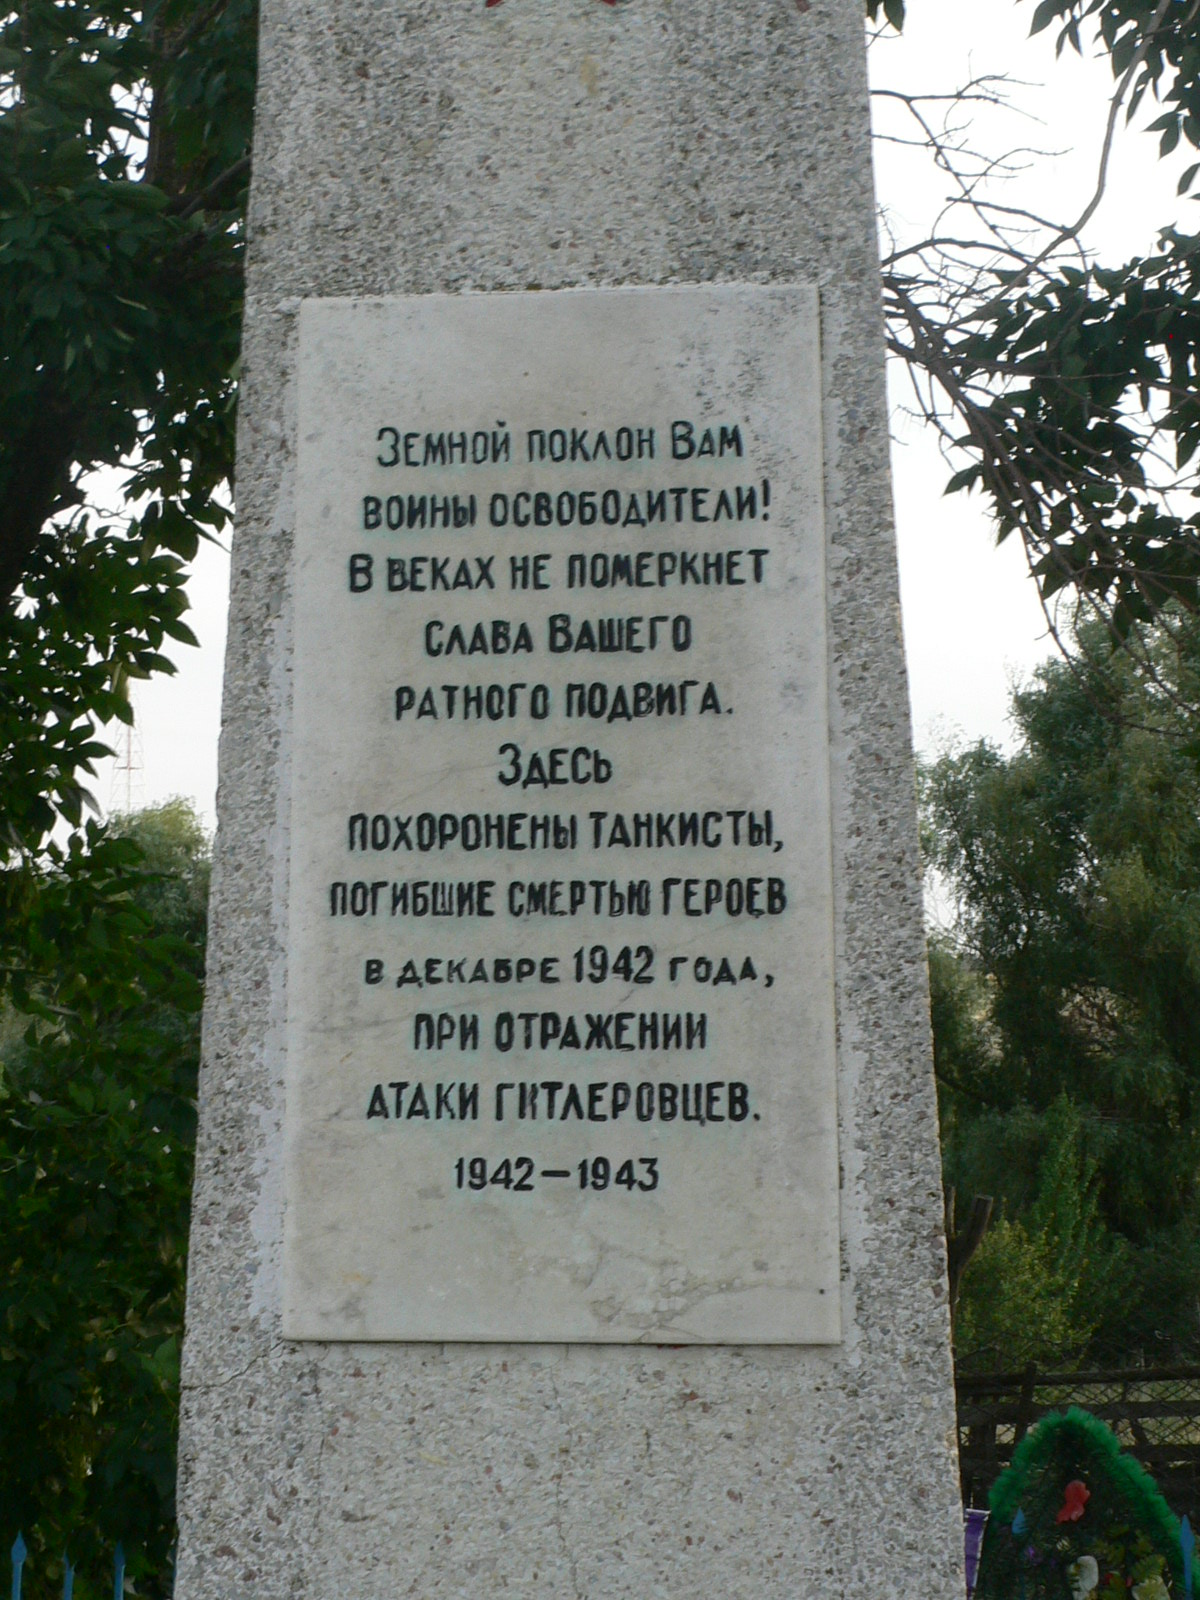 Земной поклон Вам
воины освободители!
В веках не померкнет
слава Вашего
ратного подвига.
Здесь
похоронены танкисты,
погибшие смертью героев
в декабре 1942 года,
при отражении
атаки гитлеровцев.
1942–1943